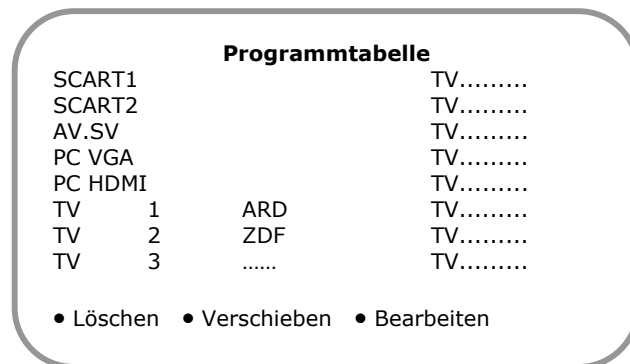 Programmtabelle
SCART1 TV.........
SCART2 TV.........
AV.SV TV.........
PC VGA TV.........
PC HDMI TV.........
TV 1 ARD TV.........
TV 2 ZDF TV.........
TV 3 ...... TV.........
• Löschen • Verschieben • Bearbeiten